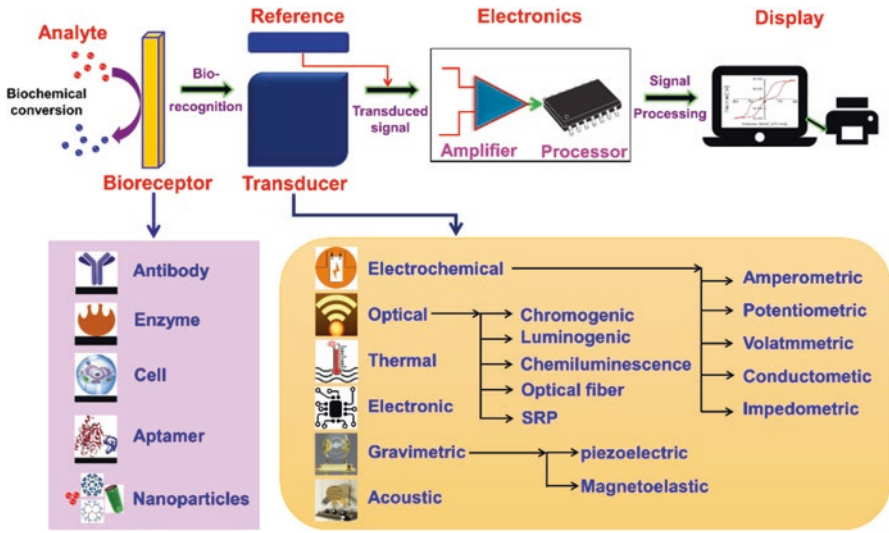 Analyte
Reference
Electronics
Display
Biochemical
conversion
Bio-
recognition
Transduced
signal
Signal
Processing
Amplifier
Processor
Bioreceptor
Transducer
Antibody
Enzyme
Cell
Aptamer
Nanoparticles
Electrochemical
Optical
Thermal
Electronic
Gravimetric
Acoustic
Chromogenic
Luminogenic
Chemiluminescence
Optical fiber
SRP
piezoelectric
Magnetoelastic
Amperometric
Potentiometric
Volatmmetric
Conductometic
Impedometric